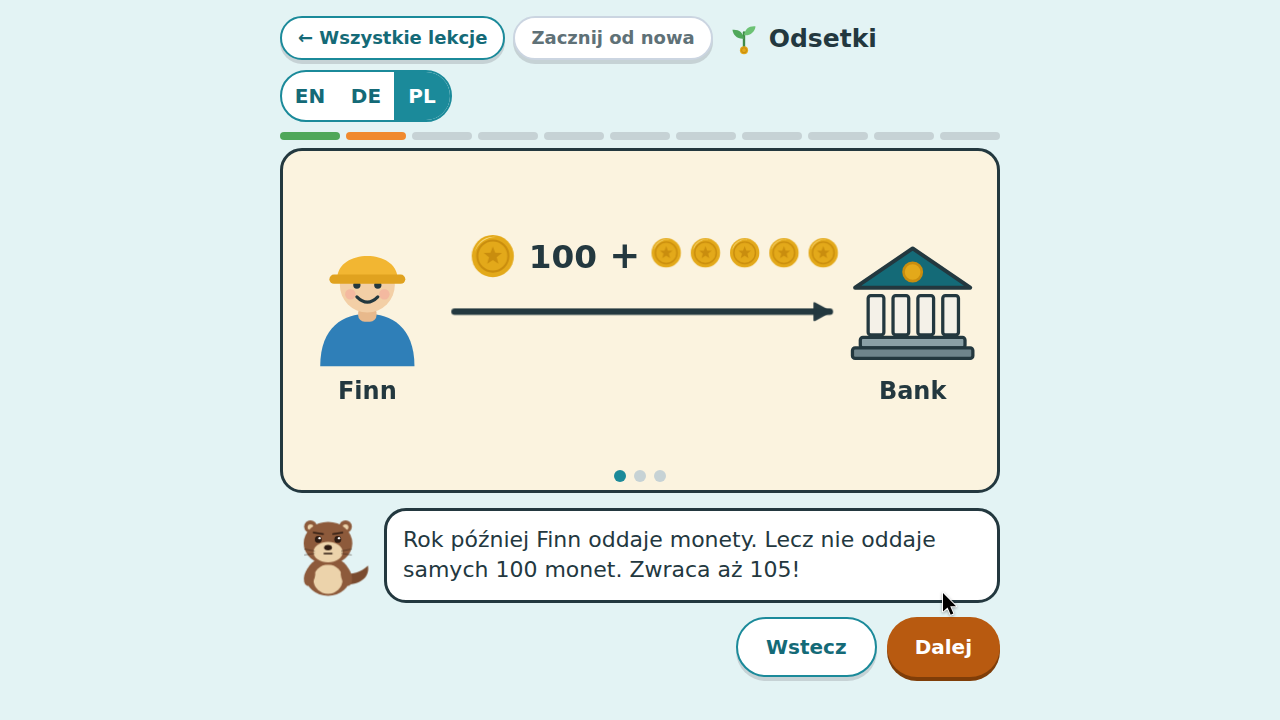 ← Wszystkie lekcje
Zacznij od nowa
Odsetki
EN DE PL
100 +
Finn
Bank
Rok później Finn oddaje monety. Lecz nie oddaje
samych 100 monet. Zwraca aż 105!
Wstecz
Dalej